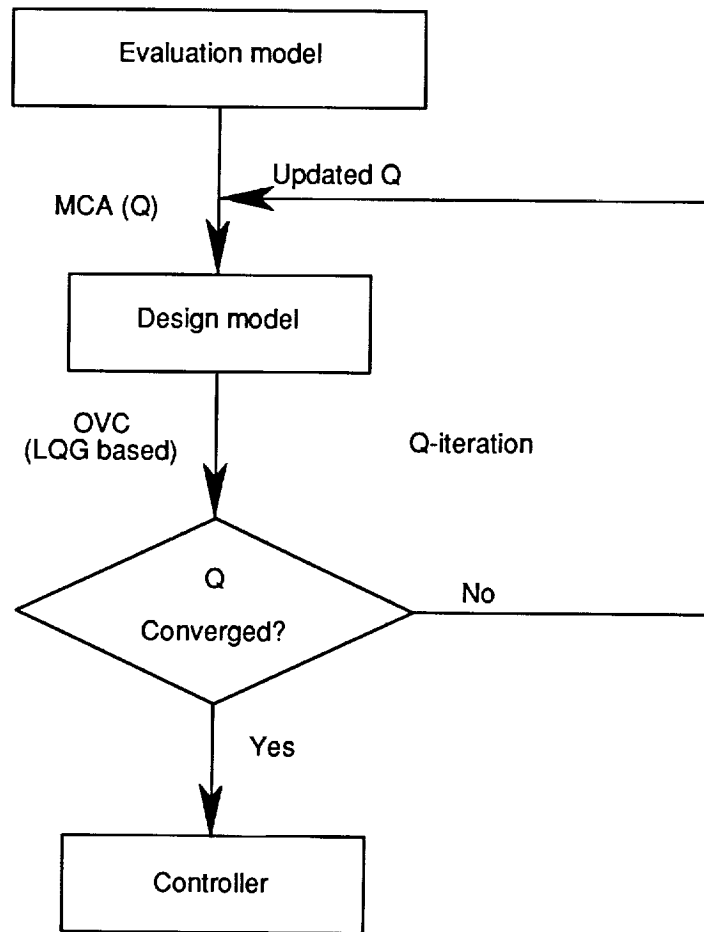 Evaluation model
Updated Q
MCA (Q)
Design model
OVC
(LQG based)
Q-iteration
Q
Converged?
No
Yes
Controller